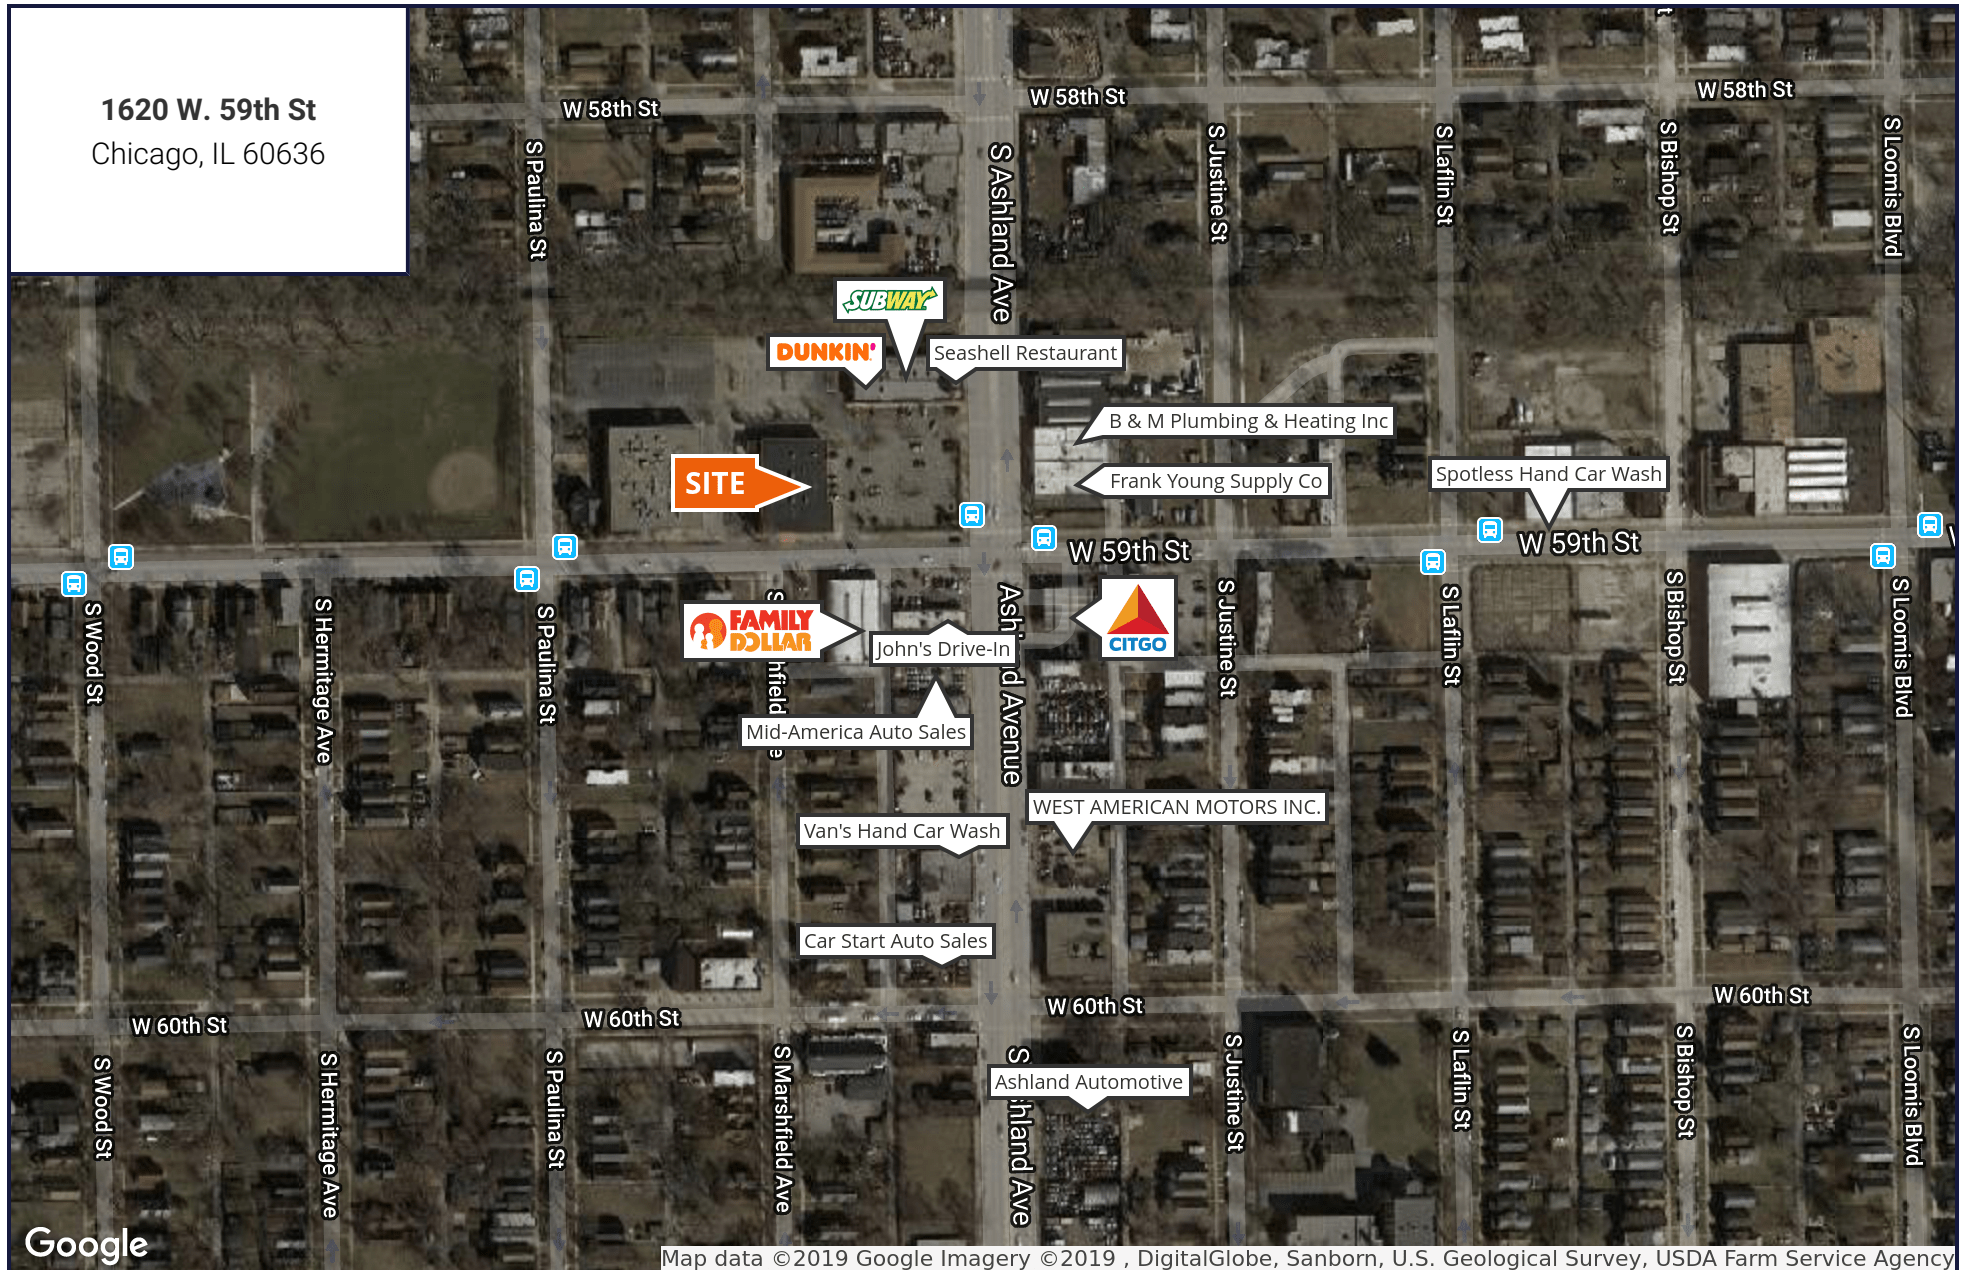 1620 W. 59th St
Chicago, IL 60636
W 58th St
W 58th St
W 58th St
S Paulina St
S Ashland Ave
S Justine St
S Laflin St
S Bishop St
S Loomis Blvd
SUBWAY
DUNKIN'
Seashell Restaurant
B & M Plumbing & Heating Inc
Frank Young Supply Co
Spotless Hand Car Wash
SITE
W 59th St
W 59th St
FAMILY
DOLLAR
John's Drive-In
CITGO
S Wood St
S Hermitage Ave
S Paulina St
Avenue
S Justine St
S Laflin St
S Bishop St
S Loomis Blvd
Mid-America Auto Sales
WEST AMERICAN MOTORS INC.
Van's Hand Car Wash
Car Start Auto Sales
W 60th St
W 60th St
W 60th St
W 60th St
Ashland Automotive
S Wood St
S Hermitage Ave
S Paulina St
S Marshfield Ave
S Justine St
S Laflin St
S Bishop St
S Loomis Blvd
Google
Map data ©2019 Google Imagery ©2019 , DigitalGlobe, Sanborn, U.S. Geological Survey, USDA Farm Service Agency